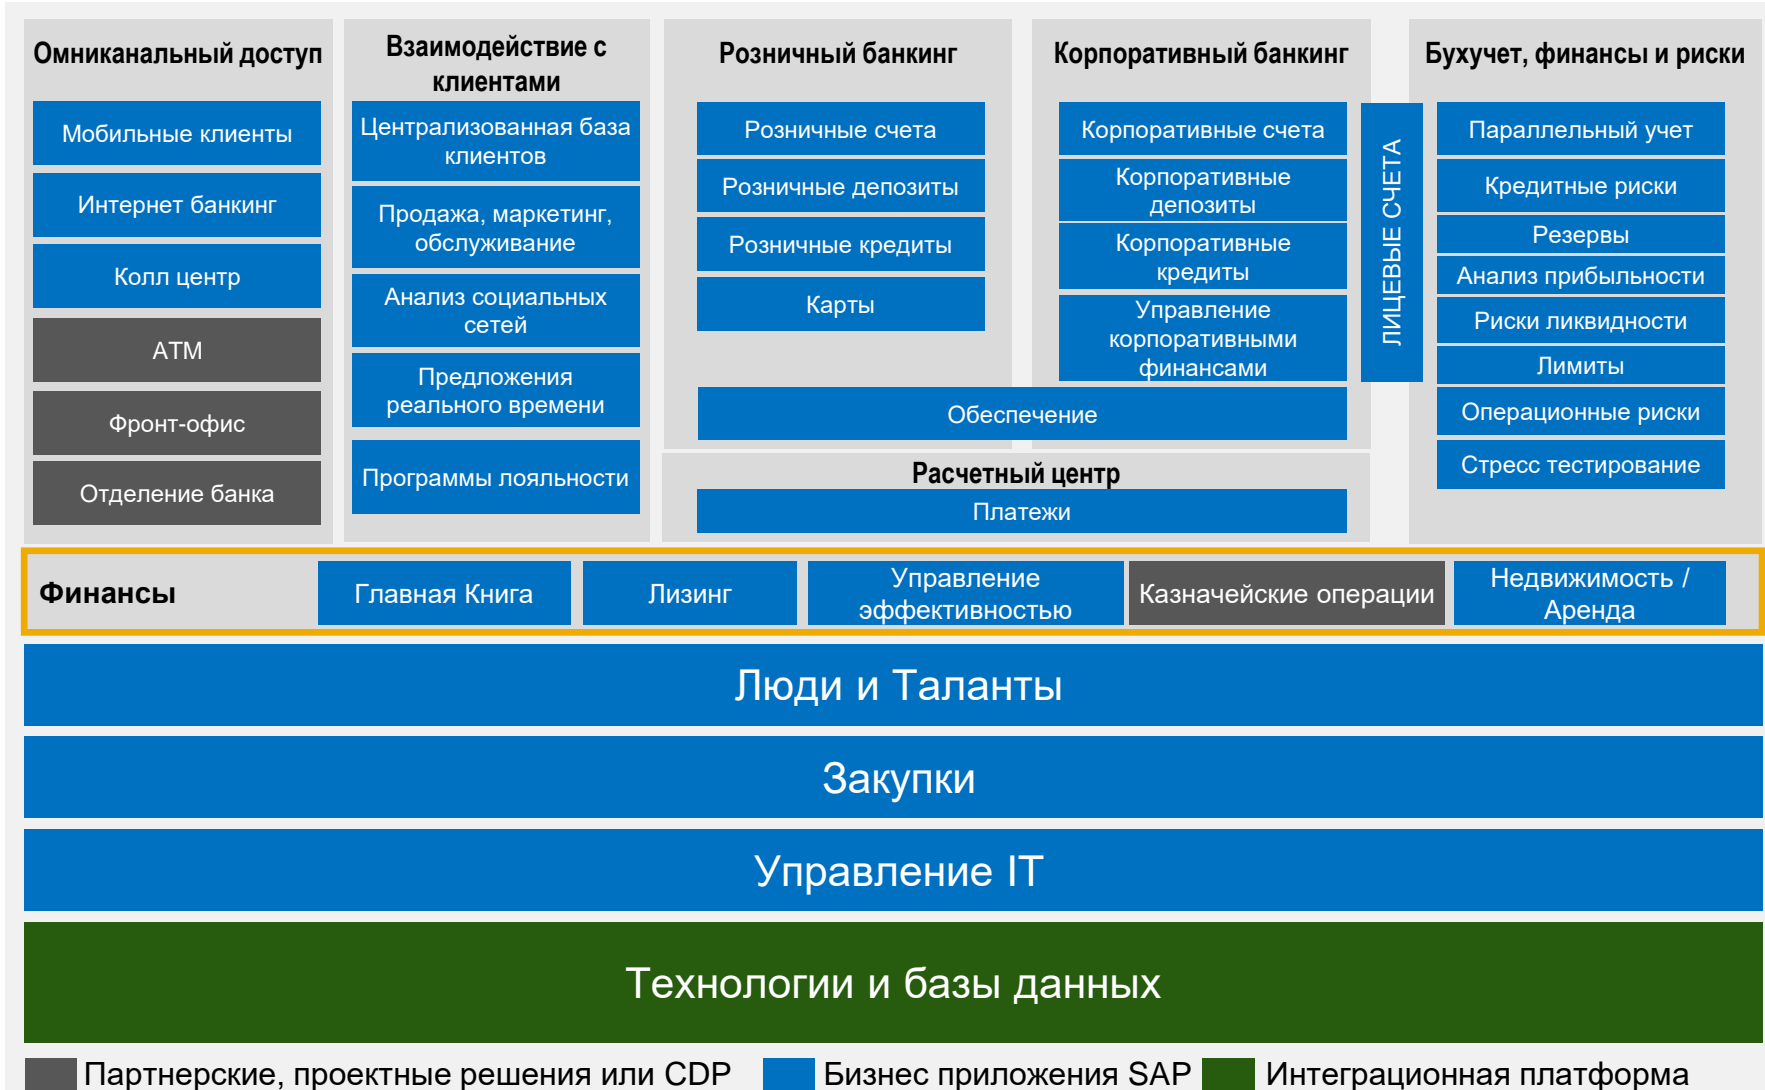 Омниканальный доступ
Мобильные клиенты
Интернет банкинг
Колл центр
ATM
Фронт-офис
Отделение банка
Взаимодействие с
клиентами
Централизованная база
клиентов
Продажа, маркетинг,
обслуживание
Анализ социальных
сетей
Предложения
реального времени
Программы лояльности
Розничный банкинг
Розничные счета
Розничные депозиты
Розничные кредиты
Карты
Корпоративный банкинг
Корпоративные счета
Корпоративные
депозиты
Корпоративные
кредиты
Управление
корпоративными
финансами
Обеспечение
Расчетный центр
Платежи
ЛИЦЕВЫЕ СЧЕТА
Бухучет, финансы и риски
Параллельный учет
Кредитные риски
Резервы
Анализ прибыльности
Риски ликвидности
Лимиты
Операционные риски
Стресс тестирование
Финансы
Главная Книга
Лизинг
Управление
эффективностью
Казначейские операции
Недвижимость /
Аренда
Люди и Таланты
Закупки
Управление IT
Технологии и базы данных
Партнерские, проектные решения или CDP
Бизнес приложения SAP
Интеграционная платформа